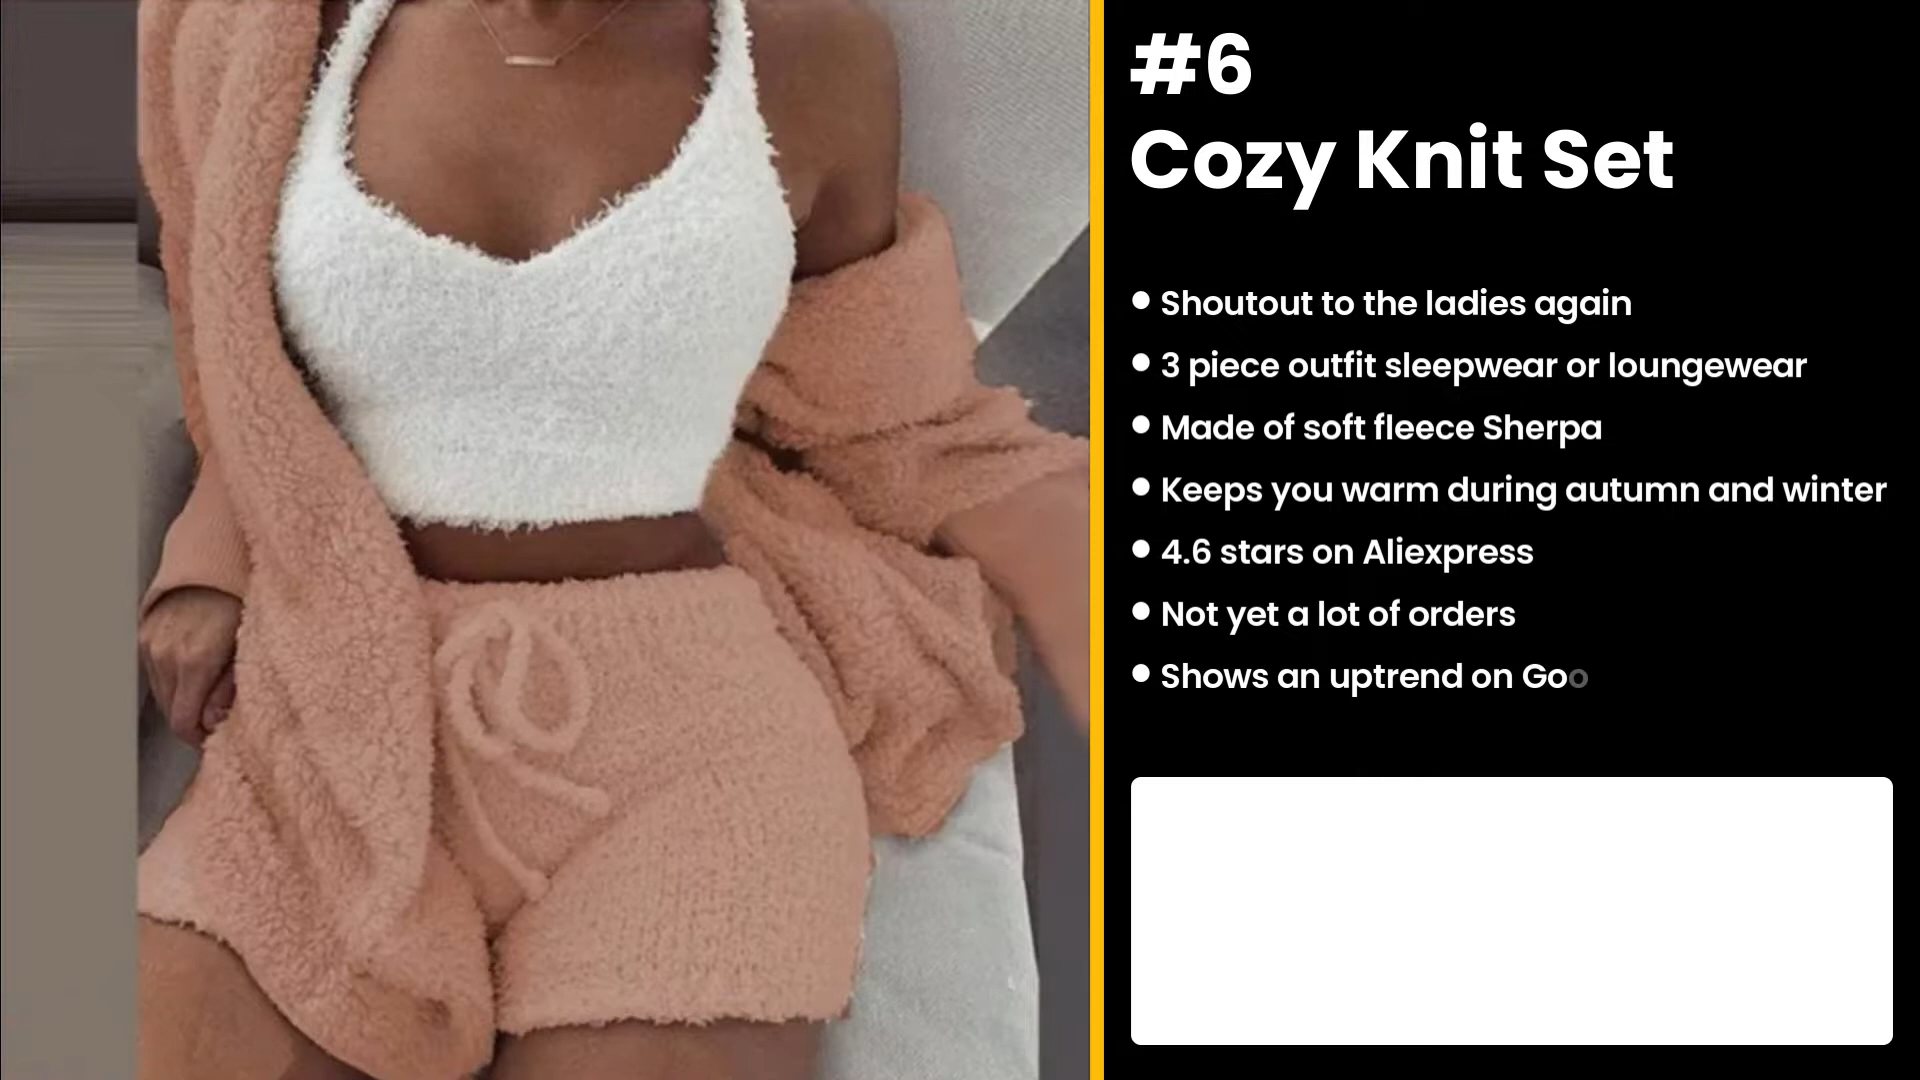 #6
Cozy Knit Set
• Shoutout to the ladies again
• 3 piece outfit sleepwear or loungewear
• Made of soft fleece Sherpa
• Keeps you warm during autumn and winter
• 4.6 stars on Aliexpress
• Not yet a lot of orders
• Shows an uptrend on Goo